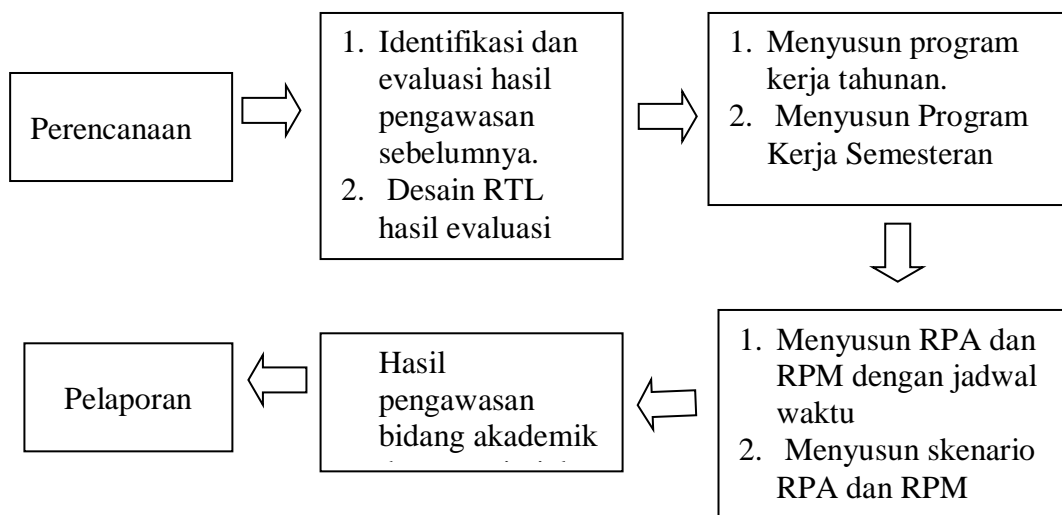 Perencanaan
1. Identifikasi dan
evaluasi hasil
pengawasan
sebelumnya.
2. Desain RTL
hasil evaluasi
1. Menyusun program
kerja tahunan.
2. Menyusun Program
Kerja Semesteran
1. Menyusun RPA dan
RPM dengan jadwal
waktu
2. Menyusun skenario
RPA dan RPM
Hasil
pengawasan
bidang akademik
Pelaporan